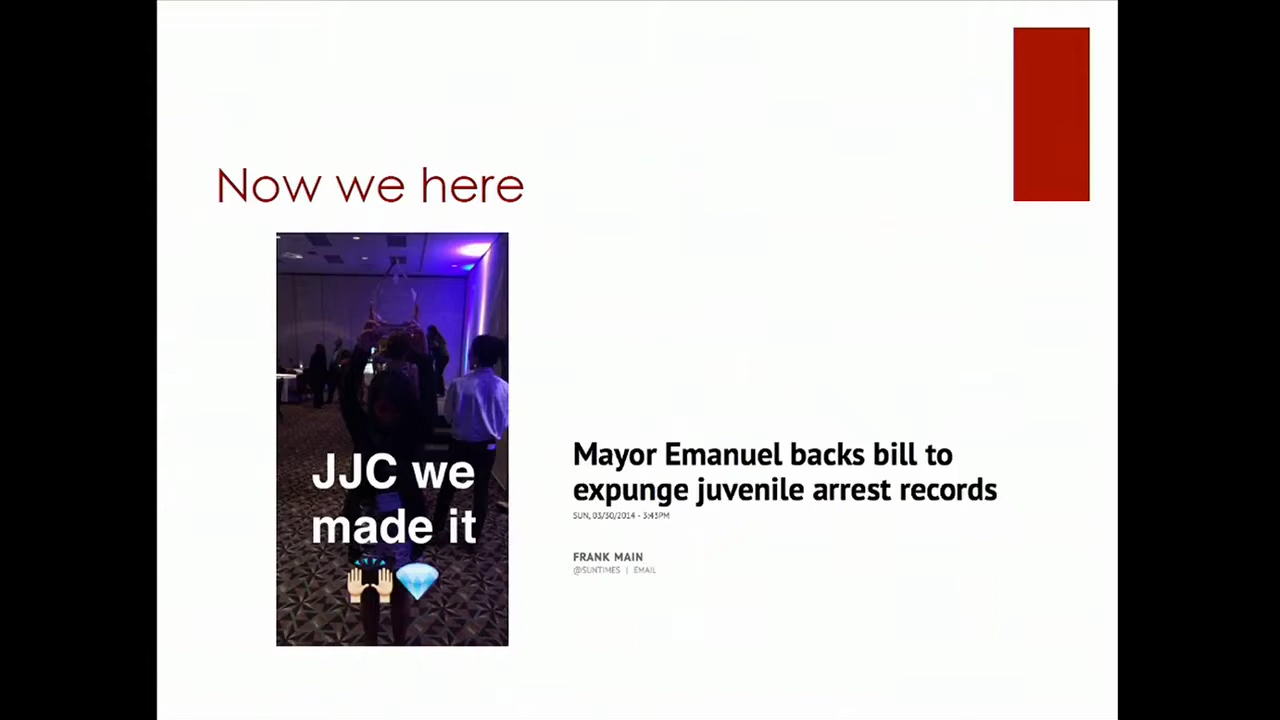 Now we here
JJC we
made it
Mayor Emanuel backs bill to
expunge juvenile arrest records
SUN, 03/30/2014 - 3:43PM
FRANK MAIN
@SUNTIMES | EMAIL